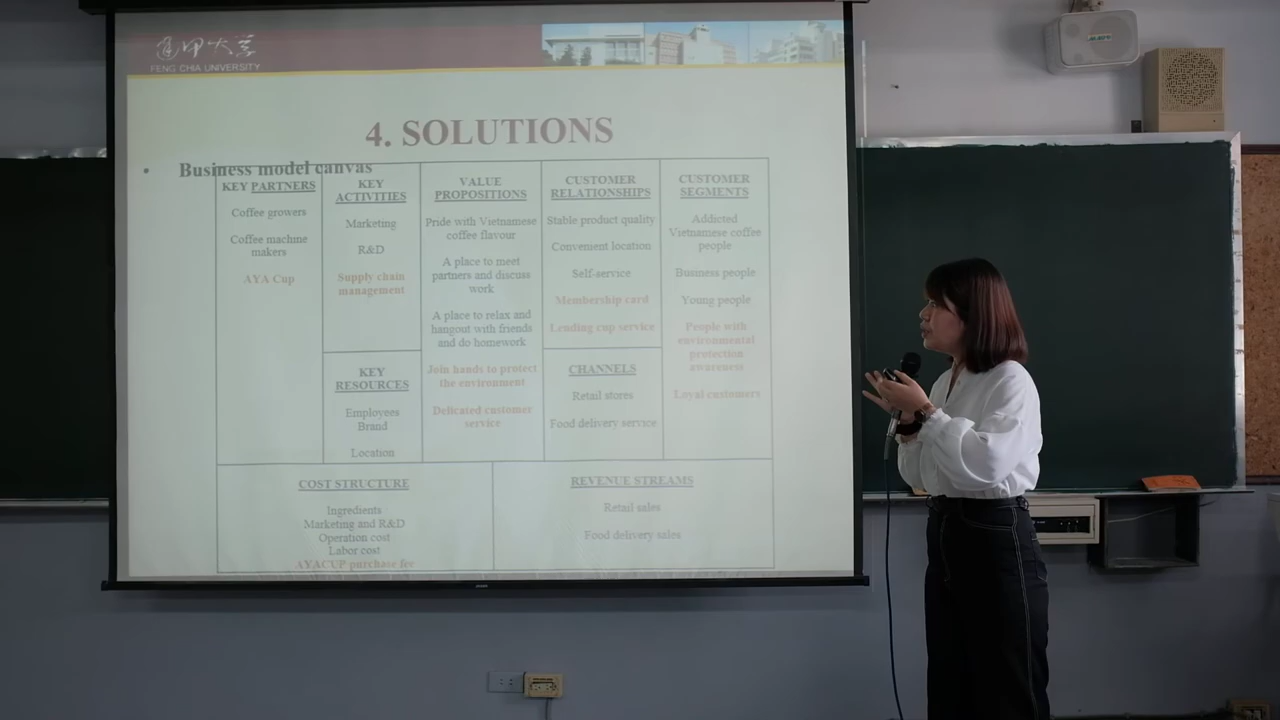 逢甲大學
FENG CHIA UNIVERSITY
4. SOLUTIONS
• Business model canvas
KEY PARTNERS
Coffee growers
Coffee machine
makers
AYA Cup
KEY
ACTIVITIES
Marketing
R&D
Supply chain
management
KEY
RESOURCES
Employees
Brand
Location
VALUE
PROPOSITIONS
Pride with Vietnamese
coffee flavour
A place to meet
partners and discuss
work
A place to relax and
hangout with friends
and do homework
Join hands to protect
the environment
Delicated customer
service
CUSTOMER
RELATIONSHIPS
Stable product quality
Convenient location
Self-service
Membership card
Lending cup service
CHANNELS
Retail stores
Food delivery service
CUSTOMER
SEGMENTS
Addicted
Vietnamese coffee
people
Business people
Young people
People with
environmental
protection
awareness
Loyal customers
COST STRUCTURE
Ingredients
Marketing and R&D
Operation cost
Labor cost
AYACUP purchase fee
REVENUE STREAMS
Retail sales
Food delivery sales